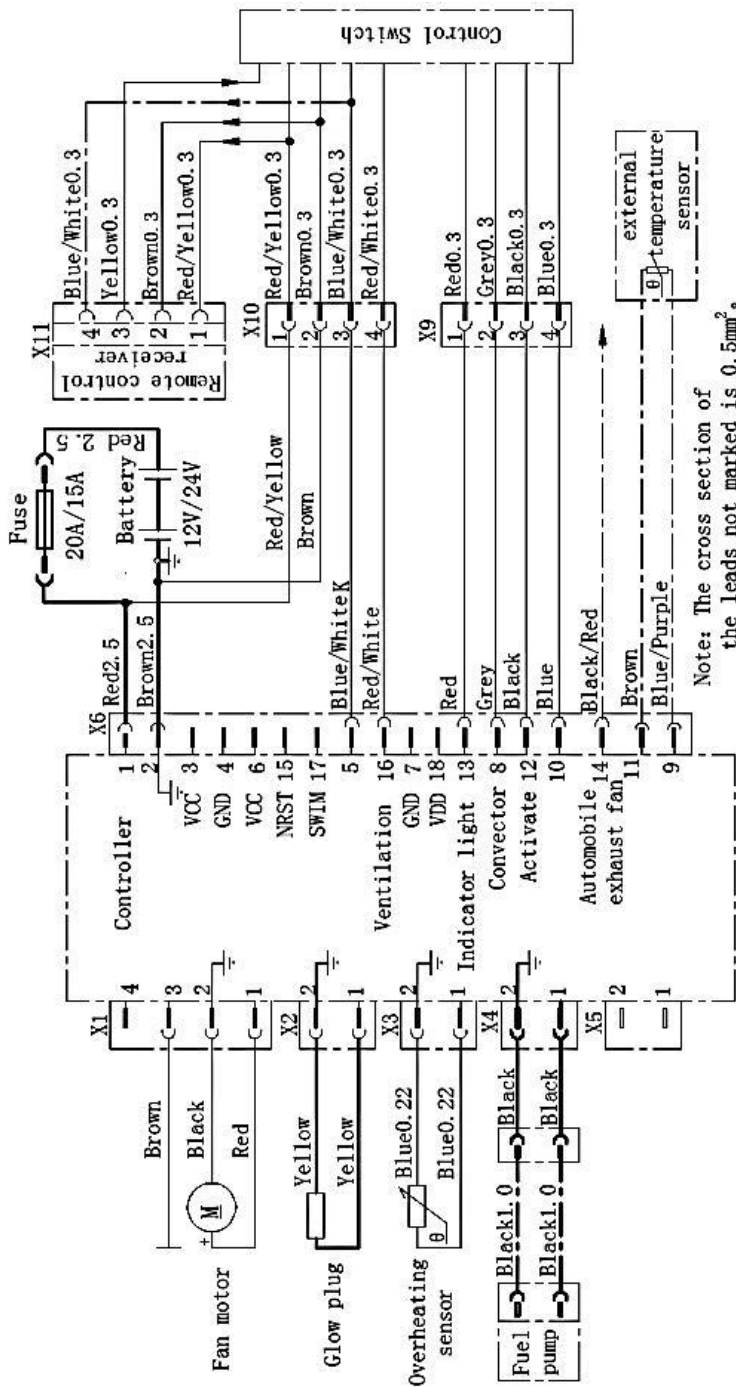 Fuse
20A/15A
Red 2.5
Battery
12V/24V
X11
Remote control
receiver
4
3
2
1
Blue/White0.3
Yellow0.3
Brown0.3
Red/Yellow0.3
Control Switch
X10
1
2
3
4
Red/Yellow0.3
Brown0.3
Blue/White0.3
Red/White0.3
X9
1
2
3
4
Red0.3
Grey0.3
Black0.3
Blue0.3
external
temperature
sensor
θ
X6
Red2.5
Brown2.5
Red/Yellow
Brown
Blue/WhiteK
Red/White
Red
Grey
Black
Blue
Black/Red
Brown
Blue/Purple
Controller
1
2
VCC 3
GND 4
VCC 6
NRST 15
SWIM 17
5
Ventilation 16
GND 7
VDD 18
Indicator light 13
Convector 8
Activate 12
10
Automobile 14
exhaust fan
11
9
X1
4
3
2
1
Brown
Black
Red
M
+
Fan motor
X2
2
1
Yellow
Yellow
Glow plug
X3
2
1
Blue0.22
Blue0.22
θ
Overheating
sensor
X4
2
1
Black
Black
Black1.0
Black1.0
Fuel
pump
X5
2
1
Note: The cross section of
the leads not marked is 0.5mm².